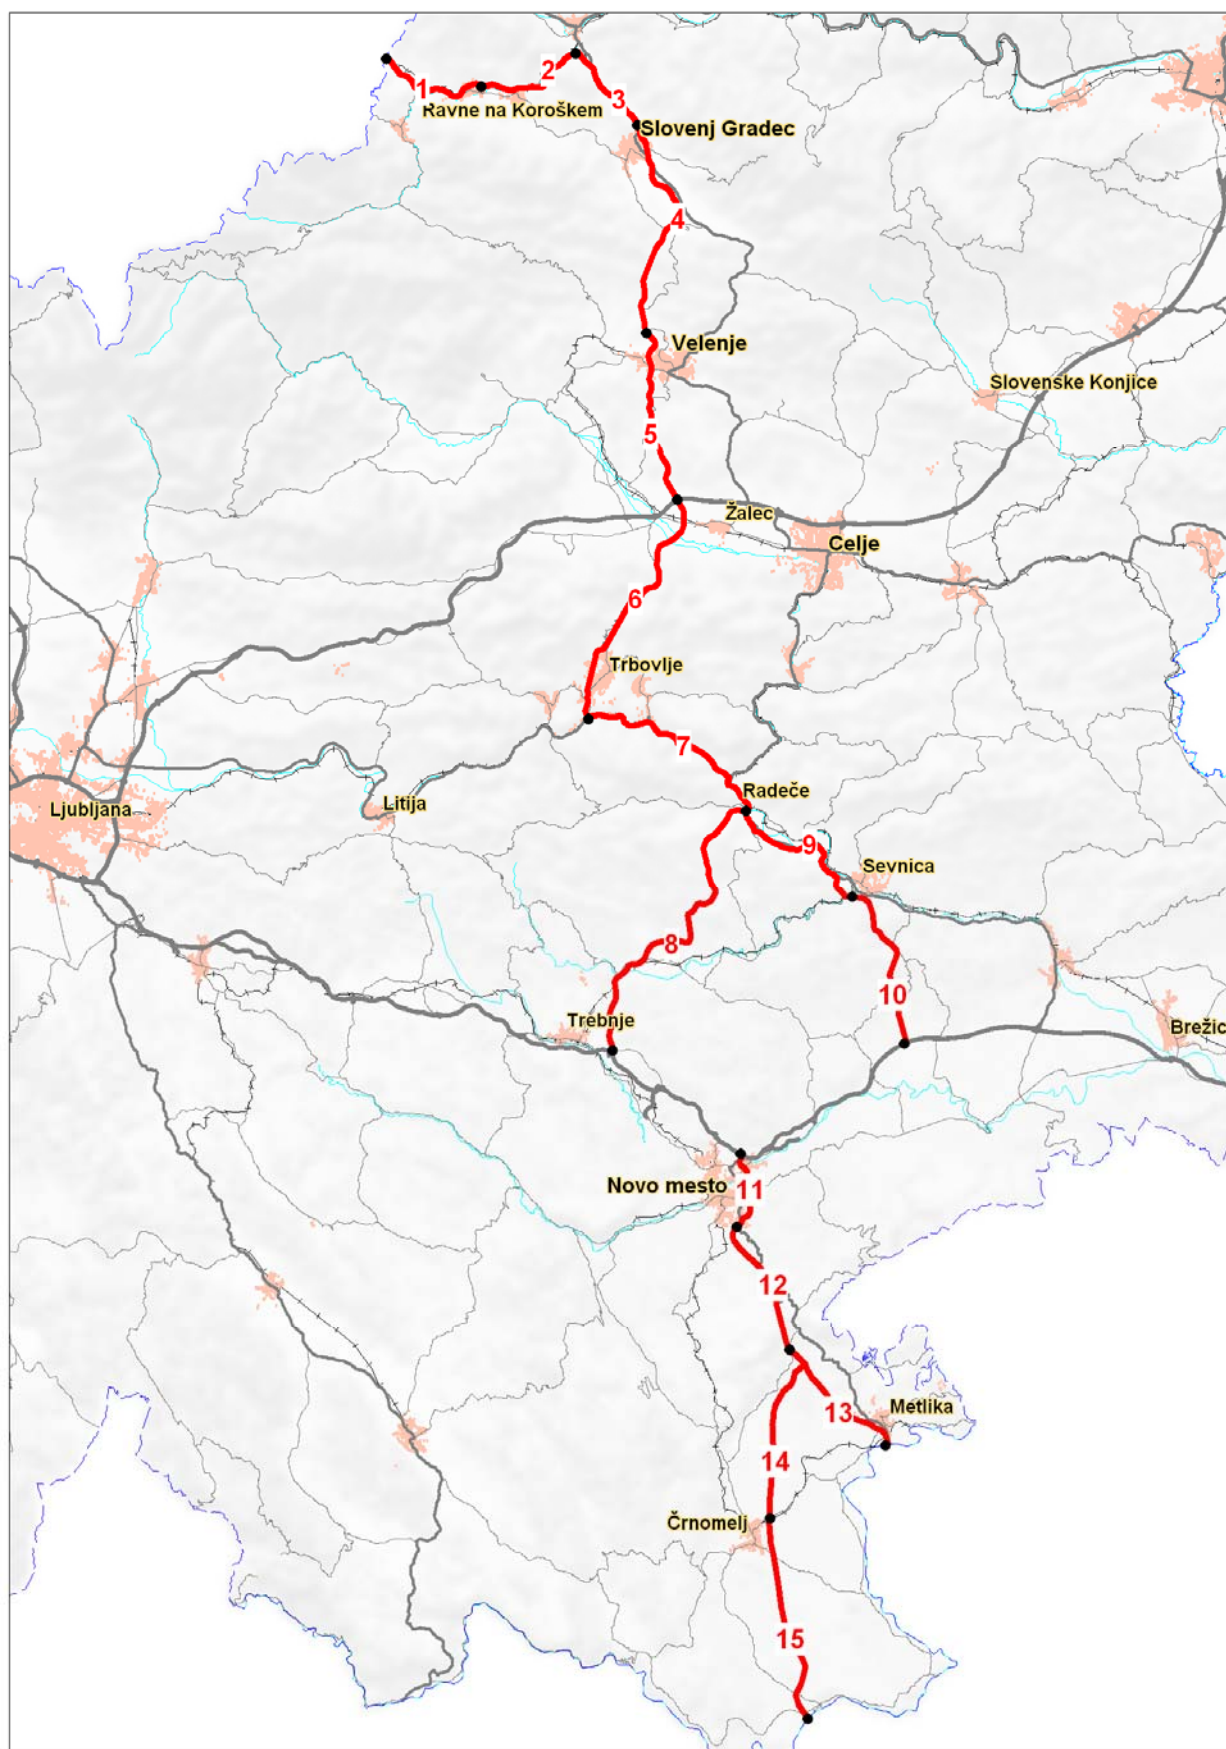 1
2
Ravne na Koroškem
3
Slovenj Gradec
4
Velenje
Slovenske Konjice
5
Žalec
Celje
6
Trbovlje
7
Radeče
Litija
Ljubljana
9
Sevnica
8
10
Trebnje
Brežic
Novo mesto
11
12
13
Metlika
14
Črnomelj
15